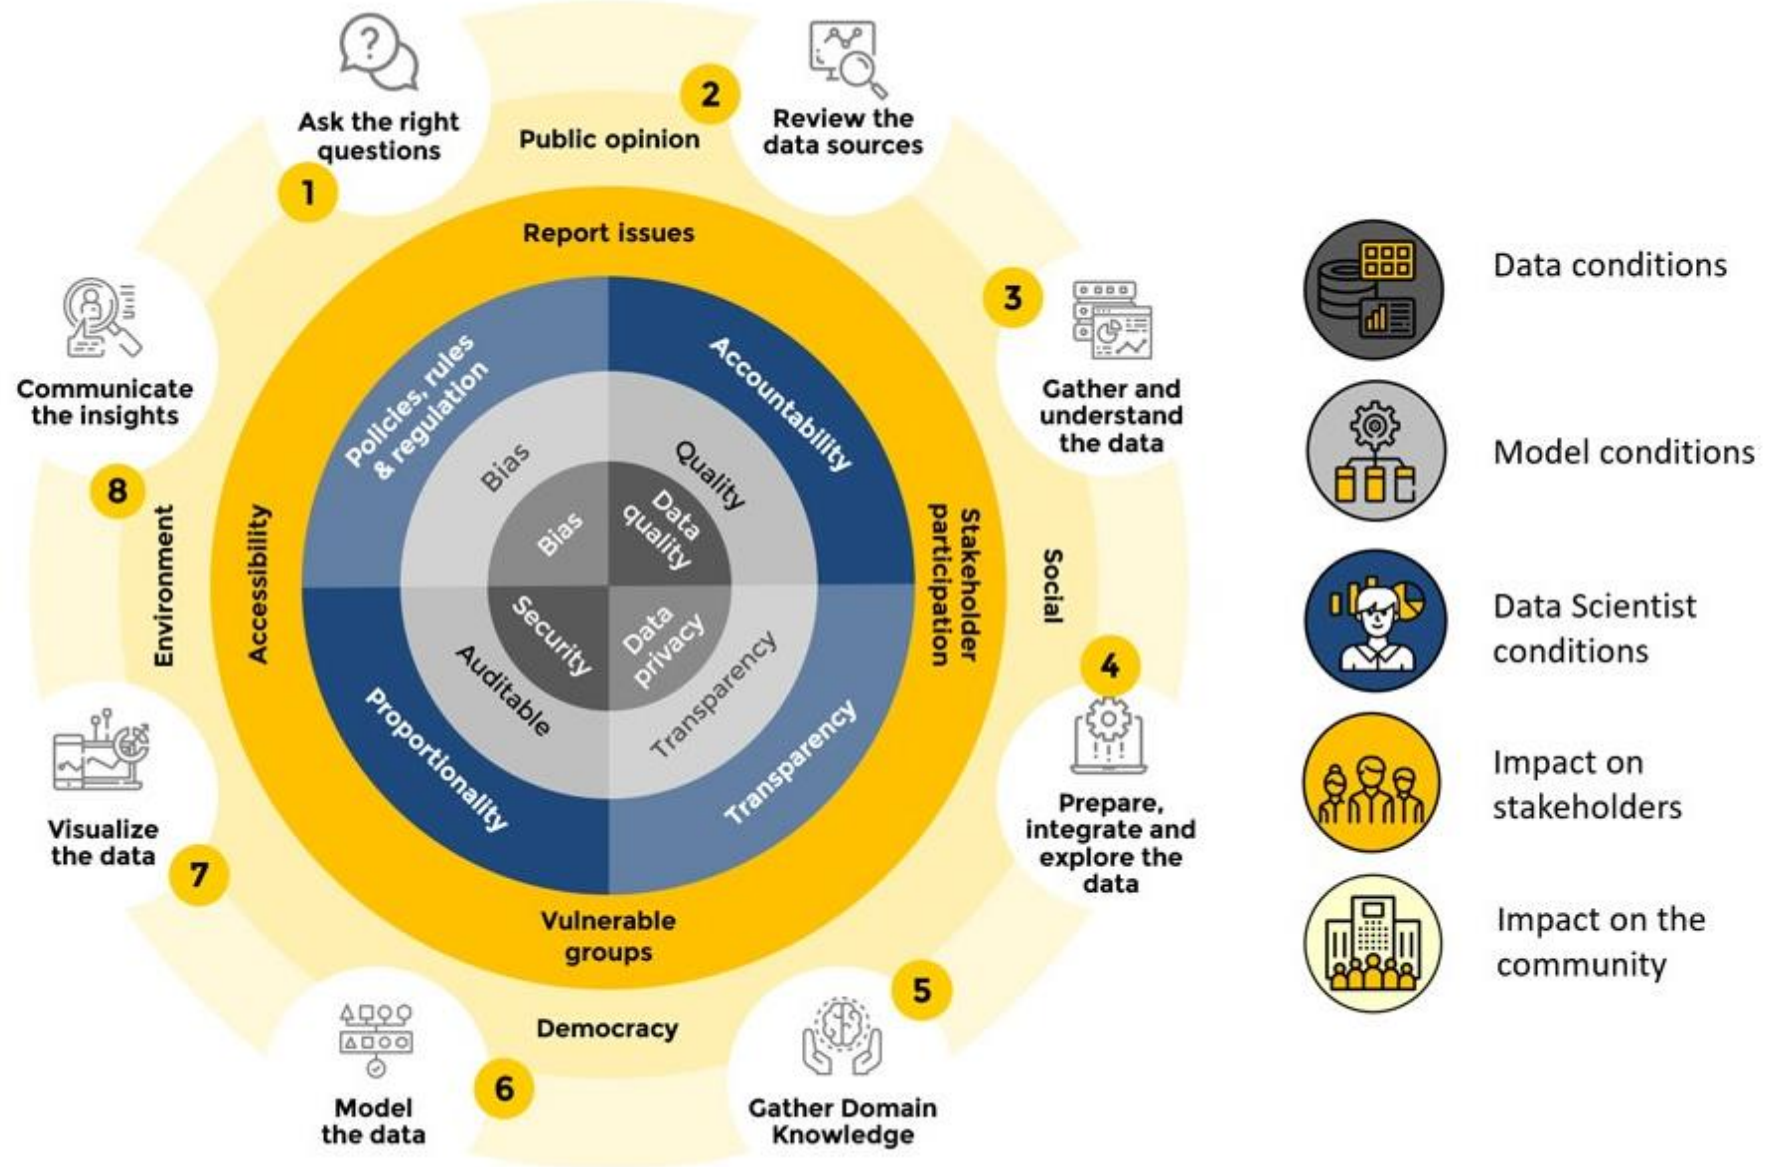 Ask the right
questions
1
2
Review the
data sources
3
Gather and
understand
the data
4
Prepare,
integrate and
explore the
data
5
Gather Domain
Knowledge
6
Model
the data
7
Visualize
the data
8
Communicate
the insights
Public opinion
Social
Democracy
Environment
Report issues
Stakeholder
participation
Vulnerable
groups
Accessibility
Policies, rules
& regulation
Accountability
Transparency
Proportionality
Bias
Quality
Transparency
Auditable
Bias
Data
quality
Data
privacy
Security
Data conditions
Model conditions
Data Scientist
conditions
Impact on
stakeholders
Impact on the
community